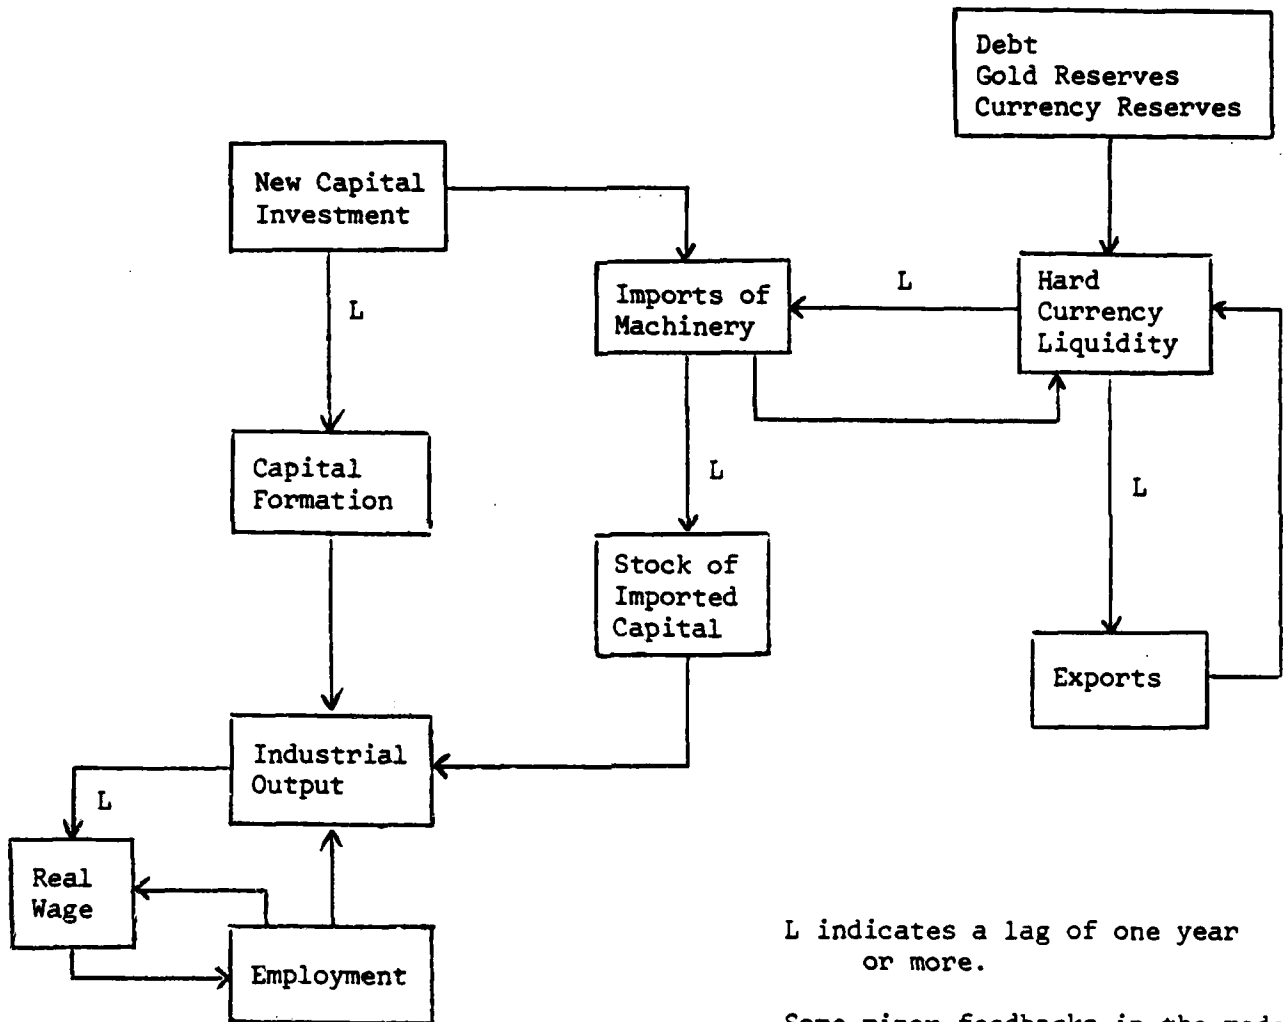 Debt
Gold Reserves
Currency Reserves
New Capital
Investment
L
Imports of
Machinery
L
Hard
Currency
Liquidity
Capital
Formation
L
L
Stock of
Imported
Capital
Exports
Industrial
Output
L
Real
Wage
Employment
L indicates a lag of one year
or more.